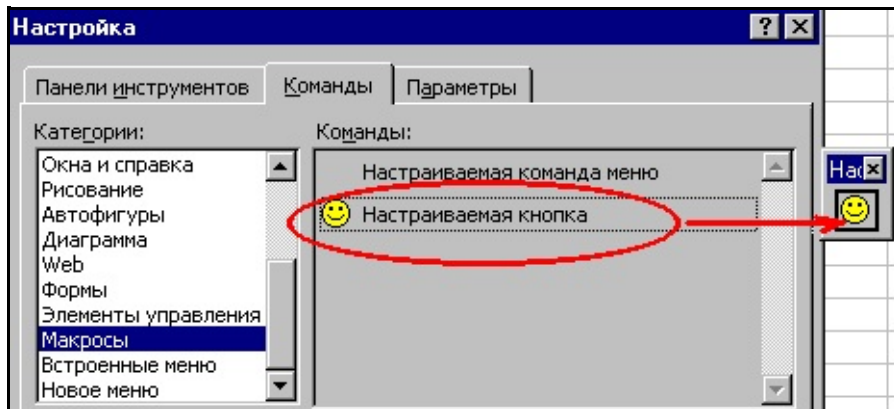 Настройка
Панели инструментов Команды Параметры
Категории: Команды:
Окна и справка
Рисование
Автофигуры
Диаграмма
Web
Формы
Элементы управления
Макросы
Встроенные меню
Новое меню
Настраиваемая команда меню
Настраиваемая кнопка
Нас